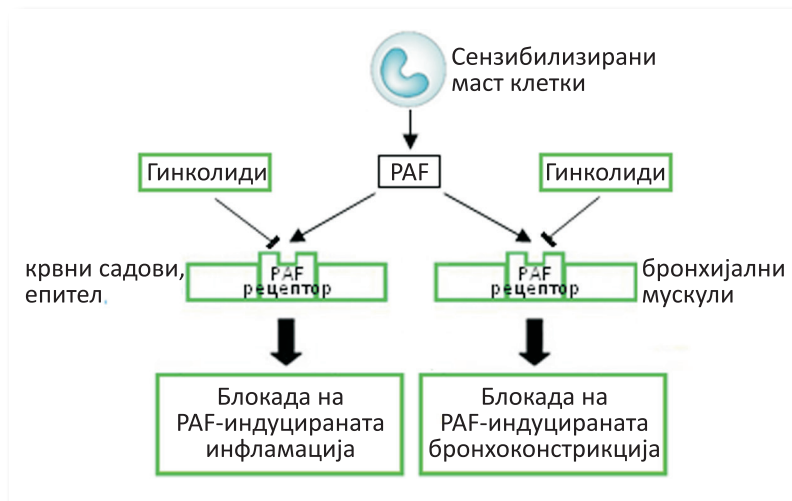 Сензибилизирани
маст клетки
Гинколиди
PAF
Гинколиди
крвни садови,
епител,
PAF
рецептор
PAF
рецептор
бронхијални
мускули
Блокада на
PAF-индуцираната
инфламација
Блокада на
PAF-индуцираната
бронхоконстрикција